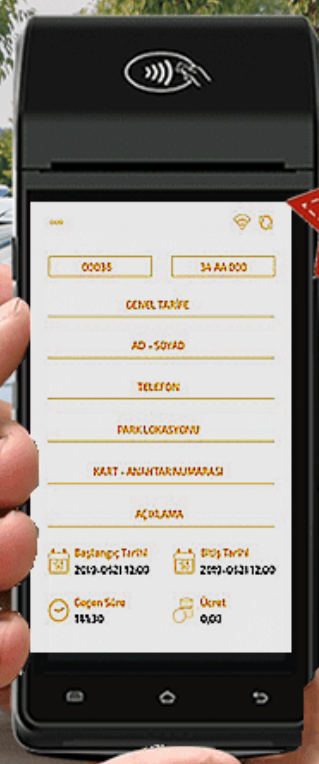 00035
34 AA 000
GENEL TARİFE
AD - SOYAD
TELEFON
PARK LOKASYONU
KART - ANAHTAR NUMARASI
AÇIKLAMA
Başlangıç Tarihi
Bitiş Tarihi
Geçen Süre
Ücret
0,00